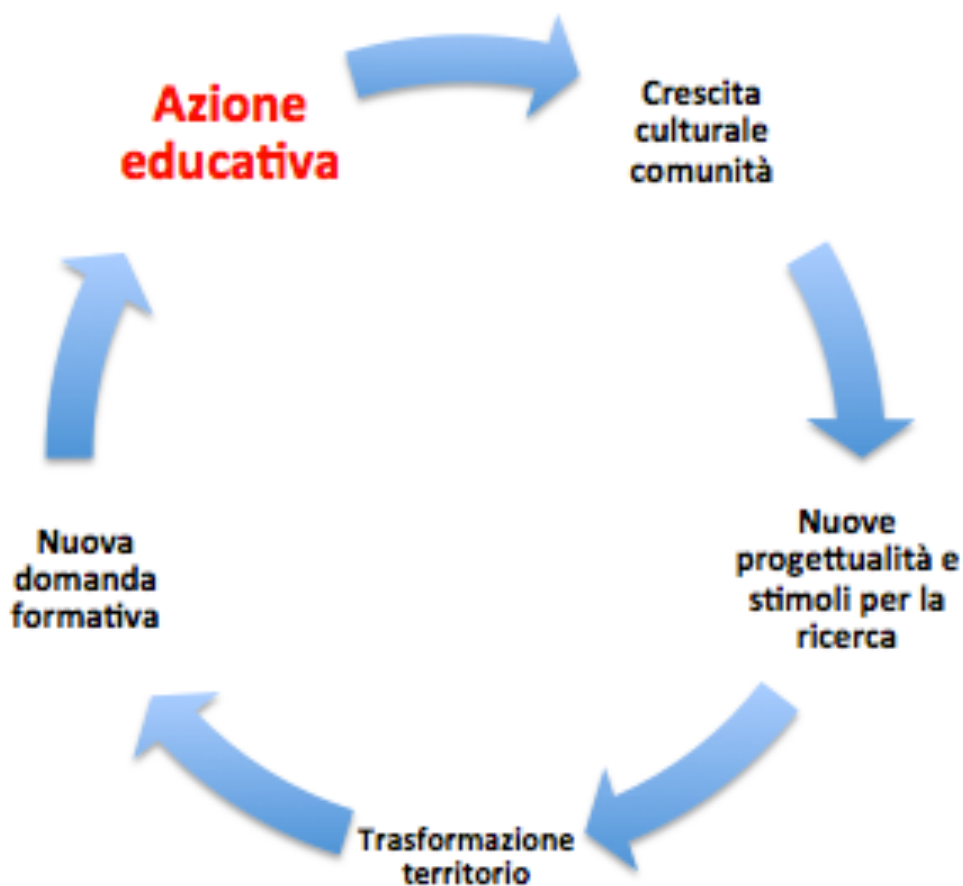 Azione
educativa
Crescita
culturale
comunità
Nuove
progettualità e
stimoli per la
ricerca
Trasformazione
territorio
Nuova
domanda
formativa